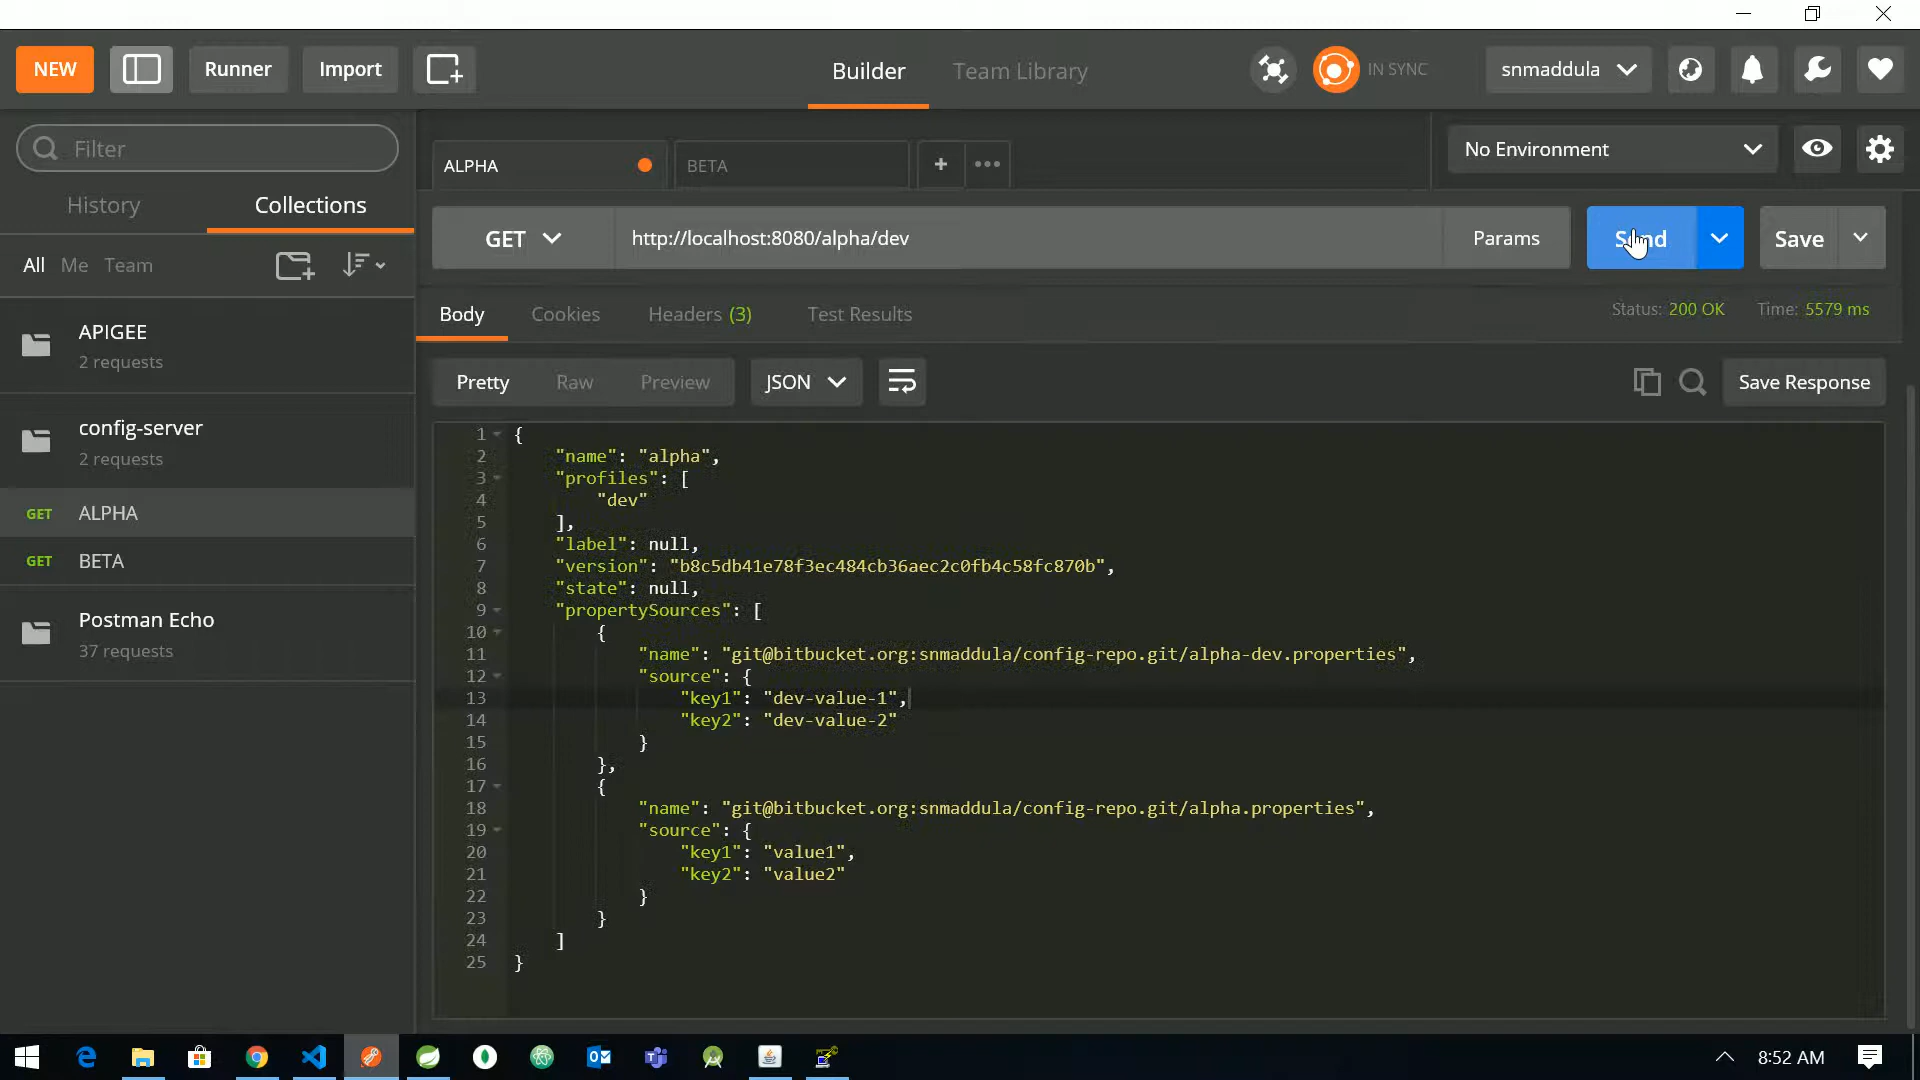 NEW
Runner
Import
Builder
Team Library
IN SYNC
snmaddula
Filter
History
Collections
All Me Team
APIGEE
2 requests
config-server
2 requests
GET ALPHA
GET BETA
Postman Echo
37 requests
ALPHA
BETA
+
No Environment
GET
http://localhost:8080/alpha/dev
Params
Send
Save
Body
Cookies
Headers (3)
Test Results
Status: 200 OK
Time: 5579 ms
Pretty
Raw
Preview
JSON
Save Response
1 {
2 "name": "alpha",
3 "profiles": [
4 "dev"
5 ],
6 "label": null,
7 "version": "b8c5db41e78f3ec484cb36aec2c0fb4c58fc870b",
8 "state": null,
9 "propertySources": [
10 {
11 "name": "git@bitbucket.org:snmaddula/config-repo.git/alpha-dev.properties",
12 "source": {
13 "key1": "dev-value-1",
14 "key2": "dev-value-2"
15 }
16 },
17 {
18 "name": "git@bitbucket.org:snmaddula/config-repo.git/alpha.properties",
19 "source": {
20 "key1": "value1",
21 "key2": "value2"
22 }
23 }
24 ]
25 }
8:52 AM